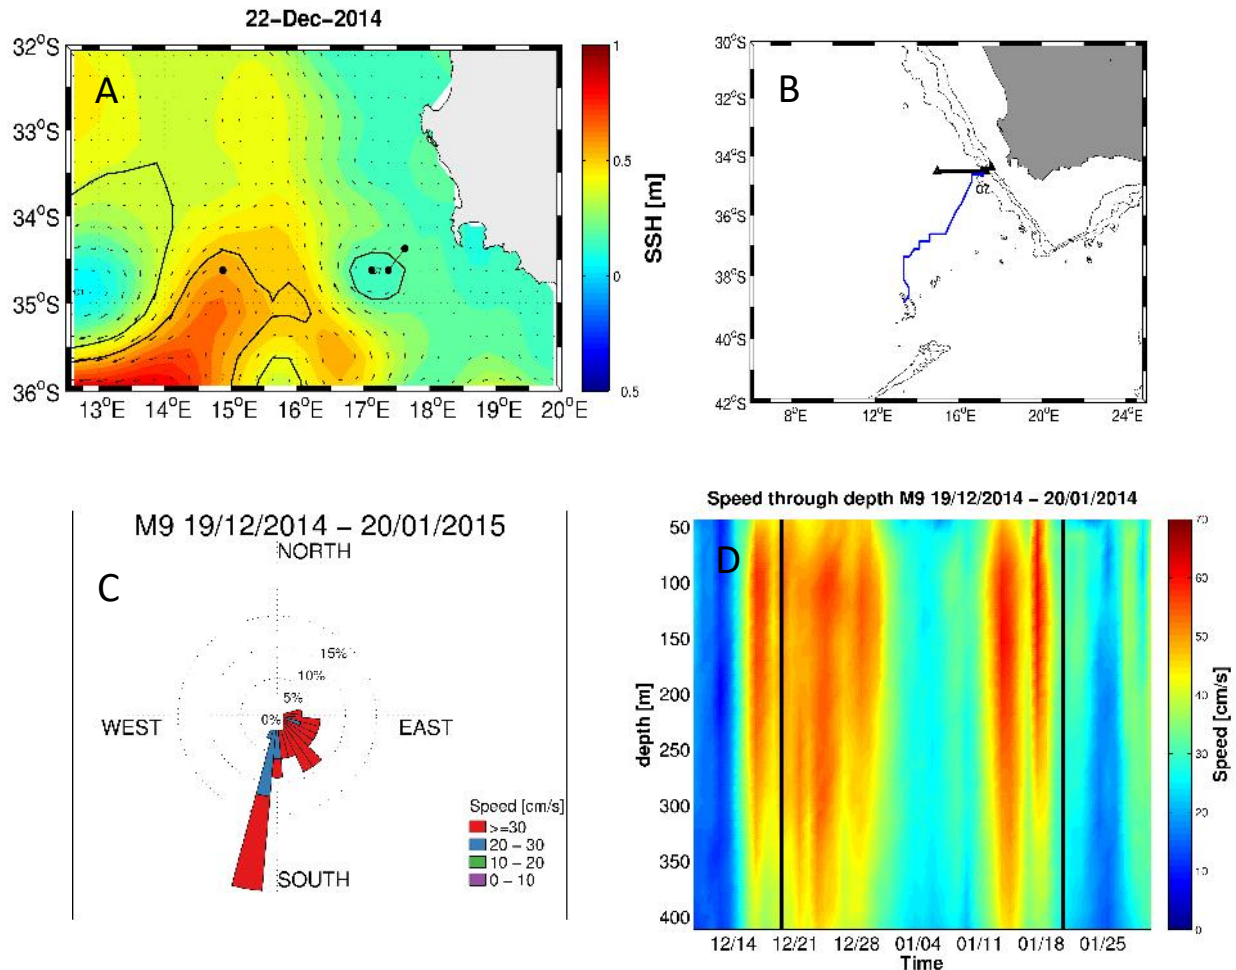 22-Dec-2014
A
32°S
33°S
34°S
35°S
36°S
13°E 14°E 15°E 16°E 17°E 18°E 19°E 20°E
1
0.5
0
0.5
SSH [m]
B
30°S
32°S
34°S
36°S
38°S
40°S
42°S
8°E 12°E 16°E 20°E 24°E
M9 19/12/2014 – 20/01/2015
C
NORTH
15%
10%
5%
0%
WEST
EAST
SOUTH
Speed [cm/s]
>=30
20 – 30
10 – 20
0 – 10
Speed through depth M9 19/12/2014 – 20/01/2014
D
50
100
150
200
250
300
350
400
depth [m]
12/14 12/21 12/28 01/04 01/11 01/18 01/25
Time
70
60
50
40
30
20
10
0
Speed [cm/s]